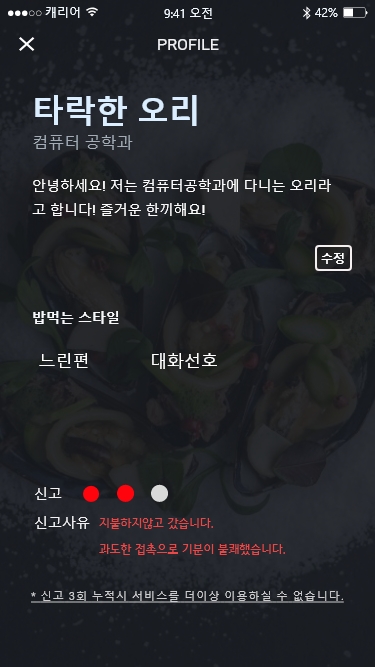 캐리어 9:41 오전 42%
PROFILE
타락한 오리
컴퓨터 공학과
안녕하세요! 저는 컴퓨터공학과에 다니는 오리라
고 합니다! 즐거운 한끼해요!
수정
밥먹는 스타일
느린편 대화선호
신고
신고사유 지불하지않고 갔습니다.
과도한 접촉으로 기분이 불쾌했습니다.
* 신고 3회 누적시 서비스를 더이상 이용하실 수 없습니다.